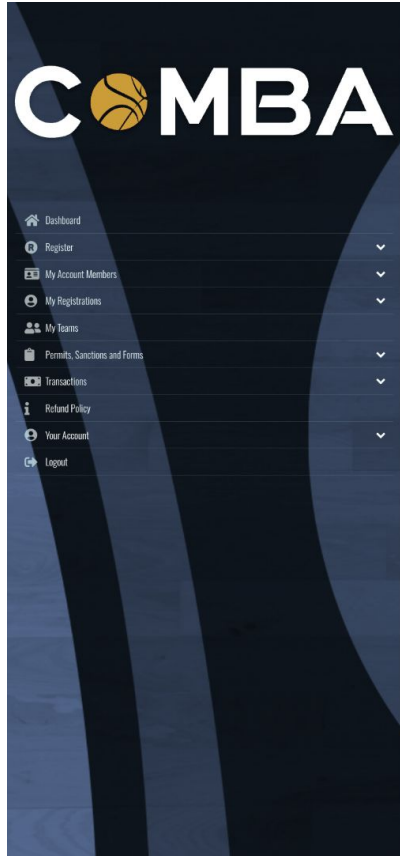 COMBA
Dashboard
Register
My Account Members
My Registrations
My Teams
Permits, Sanctions and Forms
Transactions
Refund Policy
Your Account
Logout